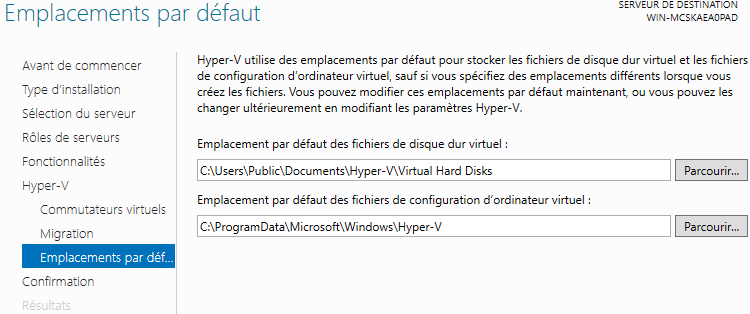 Emplacements par défaut
SERVEUR DE DESTINATION
WIN-MCSKAEA0PAD
Avant de commencer
Type d'installation
Sélection du serveur
Rôles de serveurs
Fonctionnalités
Hyper-V
Commutateurs virtuels
Migration
Emplacements par déf...
Confirmation
Résultats
Hyper-V utilise des emplacements par défaut pour stocker les fichiers de disque dur virtuel et les fichiers
de configuration d'ordinateur virtuel, sauf si vous spécifiez des emplacements différents lorsque vous
créez les fichiers. Vous pouvez modifier ces emplacements par défaut maintenant, ou vous pouvez les
changer ultérieurement en modifiant les paramètres Hyper-V.
Emplacement par défaut des fichiers de disque dur virtuel :
C:\Users\Public\Documents\Hyper-V\Virtual Hard Disks
Parcourir...
Emplacement par défaut des fichiers de configuration d'ordinateur virtuel :
C:\ProgramData\Microsoft\Windows\Hyper-V
Parcourir...